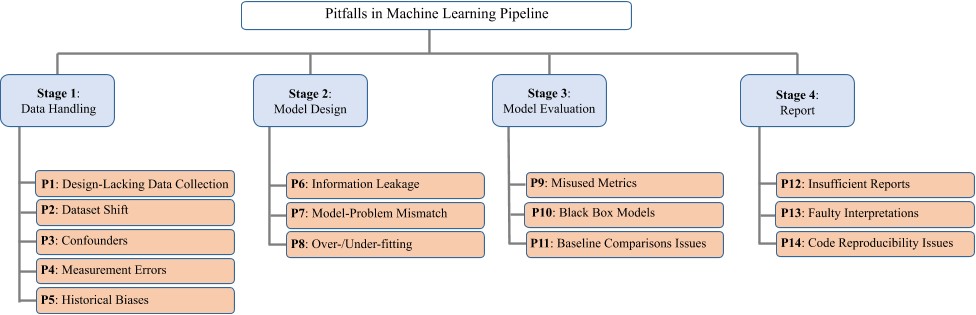 Pitfalls in Machine Learning Pipeline
Stage 1:
Data Handling
P1: Design-Lacking Data Collection
P2: Dataset Shift
P3: Confounders
P4: Measurement Errors
P5: Historical Biases
Stage 2:
Model Design
P6: Information Leakage
P7: Model-Problem Mismatch
P8: Over-/Under-fitting
Stage 3:
Model Evaluation
P9: Misused Metrics
P10: Black Box Models
P11: Baseline Comparisons Issues
Stage 4:
Report
P12: Insufficient Reports
P13: Faulty Interpretations
P14: Code Reproducibility Issues